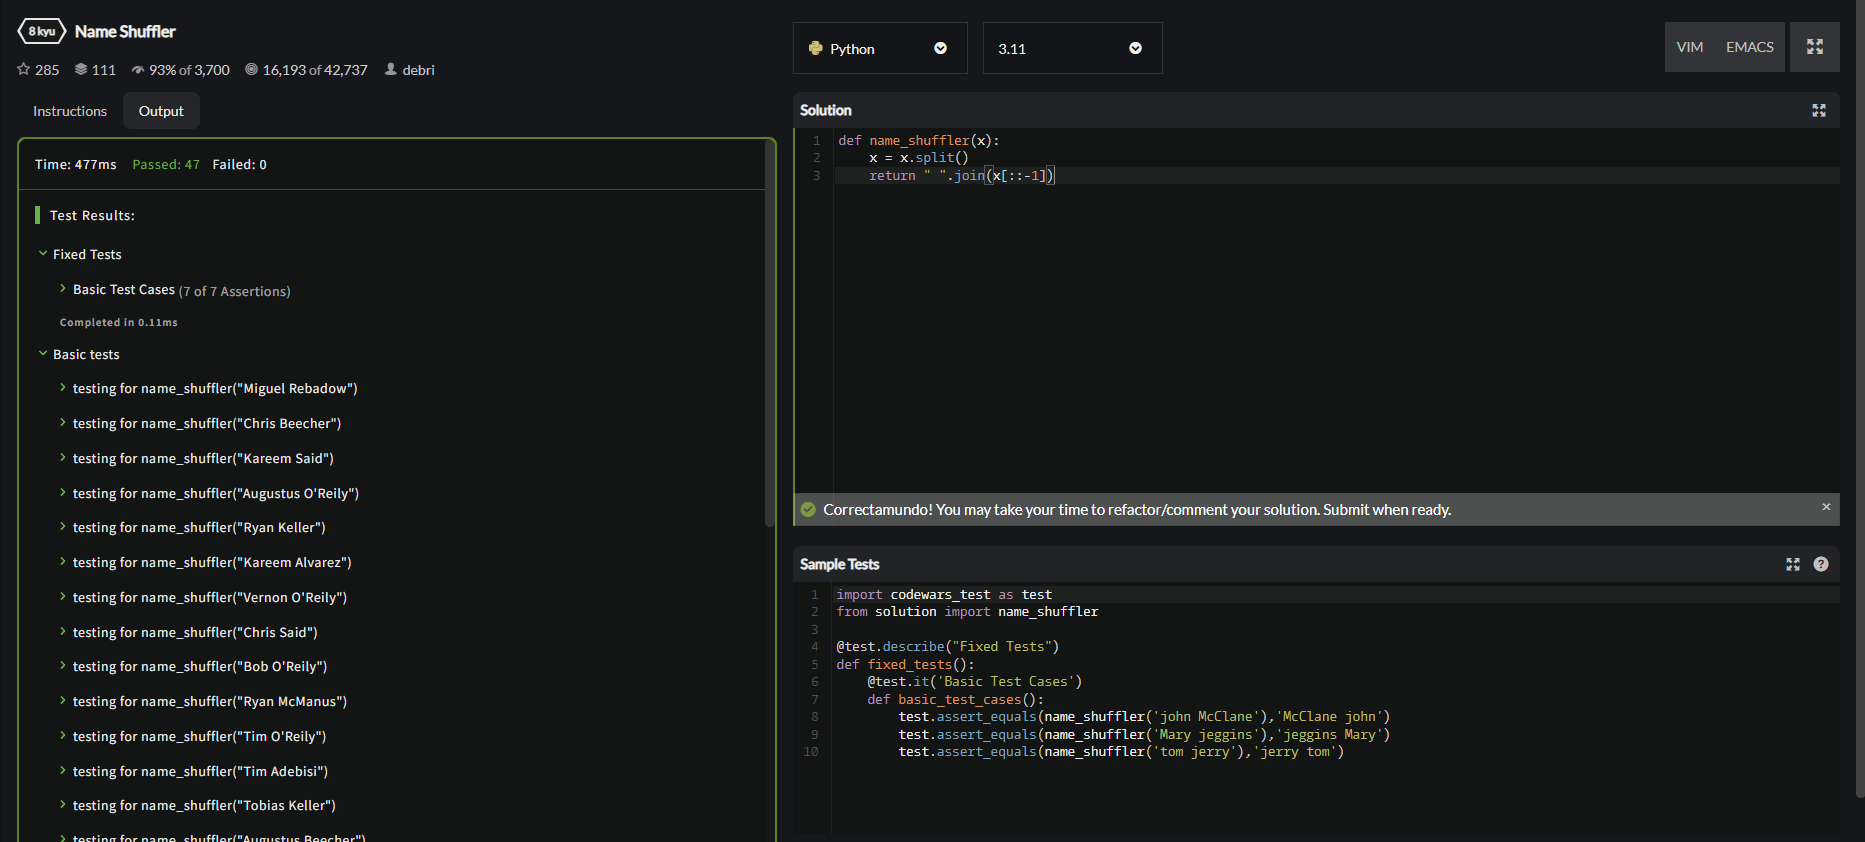 8 kyu Name Shuffler
285 111 93% of 3,700 16,193 of 42,737 debri
Instructions Output
Time: 477ms Passed: 47 Failed: 0
Test Results:
Fixed Tests
Basic Test Cases (7 of 7 Assertions)
Completed in 0.11ms
Basic tests
testing for name_shuffler("Miguel Rebadow")
testing for name_shuffler("Chris Beecher")
testing for name_shuffler("Kareem Said")
testing for name_shuffler("Augustus O'Reily")
testing for name_shuffler("Ryan Keller")
testing for name_shuffler("Kareem Alvarez")
testing for name_shuffler("Vernon O'Reily")
testing for name_shuffler("Chris Said")
testing for name_shuffler("Bob O'Reily")
testing for name_shuffler("Ryan McManus")
testing for name_shuffler("Tim O'Reily")
testing for name_shuffler("Tim Adebisi")
testing for name_shuffler("Tobias Keller")
testing for name_shuffler("Augustus Beecher")
Python 3.11 VIM EMACS
Solution
1 def name_shuffler(x):
2     x = x.split()
3     return " ".join(x[::-1])
Correctamundo! You may take your time to refactor/comment your solution. Submit when ready. ×
Sample Tests ?
1 import codewars_test as test
2 from solution import name_shuffler
3
4 @test.describe("Fixed Tests")
5 def fixed_tests():
6     @test.it('Basic Test Cases')
7     def basic_test_cases():
8         test.assert_equals(name_shuffler('john McClane'),'McClane john')
9         test.assert_equals(name_shuffler('Mary jeggins'),'jeggins Mary')
10         test.assert_equals(name_shuffler('tom jerry'),'jerry tom')